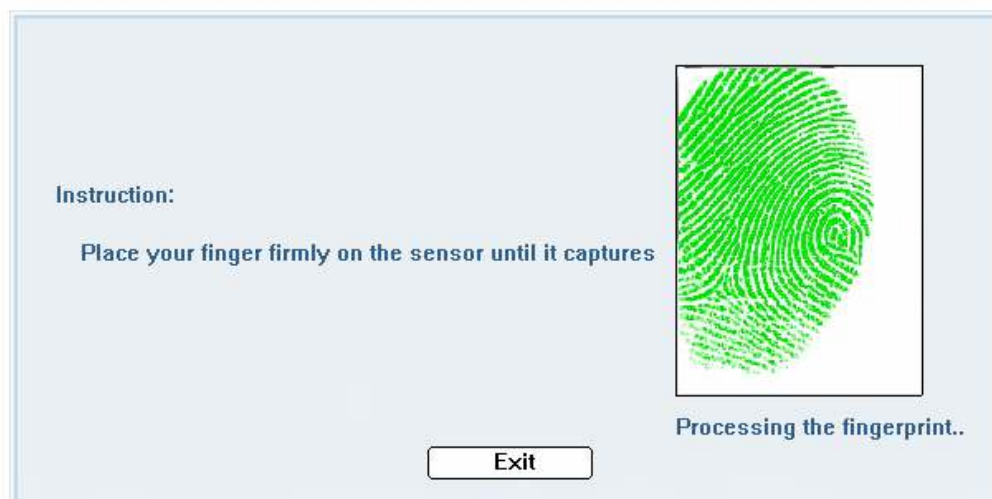 Instruction:
Place your finger firmly on the sensor until it captures
Processing the fingerprint..
Exit